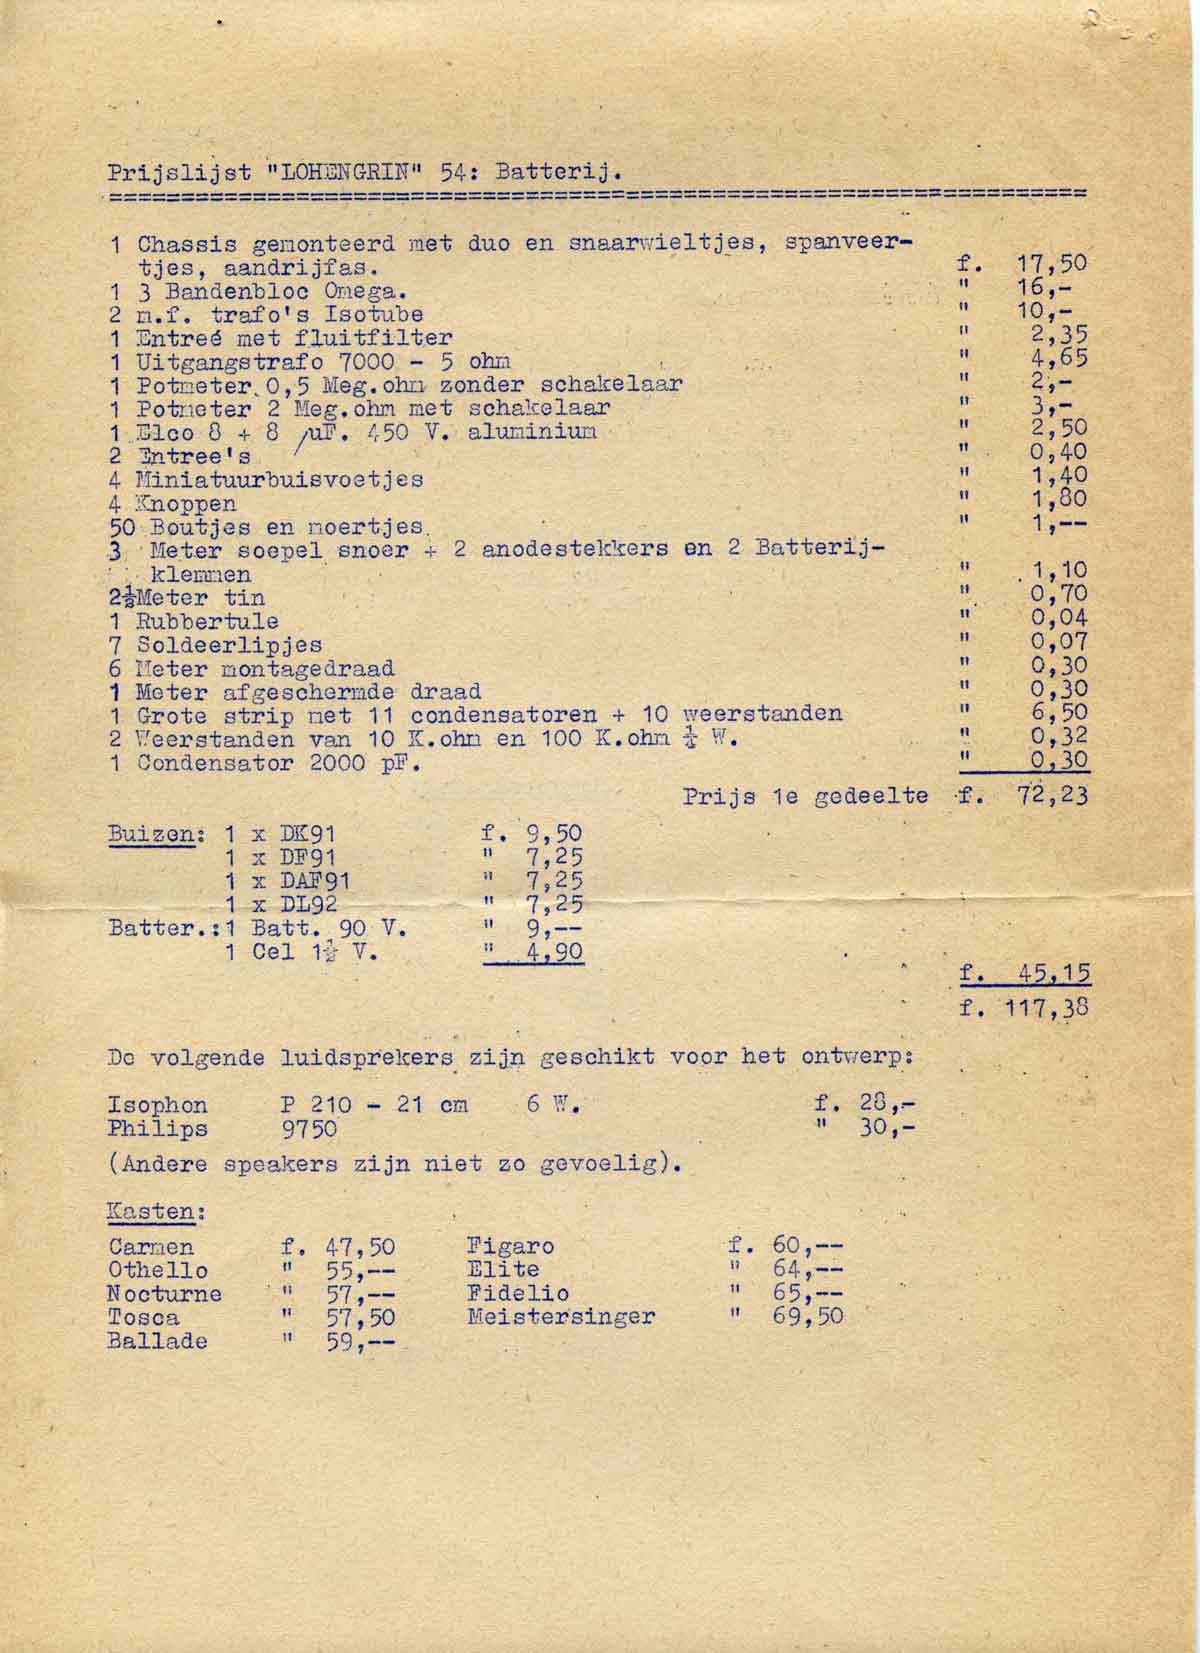 Prijslijst "LOHENGRIN" 54: Batterij.
==================================================================
1 Chassis gemonteerd met duo en snaarwieltjes, spanveer-
tjes, aandrijfas. f. 17,50
1 3 Bandenbloc Omega. " 16,-
2 m.f. trafo's Isotube " 10,-
1 Entreé met fluitfilter " 2,35
1 Uitgangstrafo 7000 - 5 ohm " 4,65
1 Potmeter 0,5 Meg.ohm zonder schakelaar " 2,-
1 Potmeter 2 Meg.ohm met schakelaar " 3,-
1 Elco 8 + 8 /uF. 450 V. aluminium " 2,50
2 Entree's " 0,40
4 Miniatuurbuisvoetjes " 1,40
4 Knoppen " 1,80
50 Boutjes en moertjes. " 1,--
3 Meter soepel snoer + 2 anodestekkers en 2 Batterij-
klemmen " 1,10
2½Meter tin " 0,70
1 Rubbertule " 0,04
7 Soldeerlipjes " 0,07
6 Meter montagedraad " 0,30
1 Meter afgeschermde draad " 0,30
1 Grote strip met 11 condensatoren + 10 weerstanden " 6,50
2 Weerstanden van 10 K.ohm en 100 K.ohm ¼ W. " 0,32
1 Condensator 2000 pF. " 0,30
Prijs 1e gedeelte f. 72,23
Buizen: 1 x DK91 f. 9,50
1 x DF91 " 7,25
1 x DAF91 " 7,25
1 x DL92 " 7,25
Batter.:1 Batt. 90 V. " 9,--
1 Cel 1½ V. " 4,90
f. 45,15
f. 117,38
De volgende luidsprekers zijn geschikt voor het ontwerp:
Isophon P 210 - 21 cm 6 W. f. 28,-
Philips 9750 " 30,-
(Andere speakers zijn niet zo gevoelig).
Kasten:
Carmen f. 47,50 Figaro f. 60,--
Othello " 55,-- Elite " 64,--
Nocturne " 57,-- Fidelio " 65,--
Tosca " 57,50 Meistersinger " 69,50
Ballade " 59,--